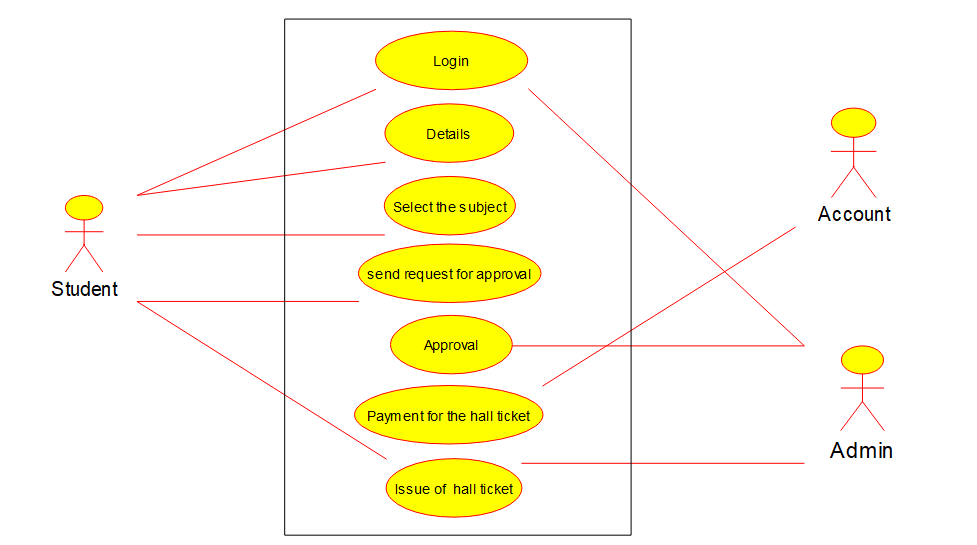 Login
Details
Select the subject
send request for approval
Approval
Payment for the hall ticket
Issue of hall ticket
Student
Account
Admin